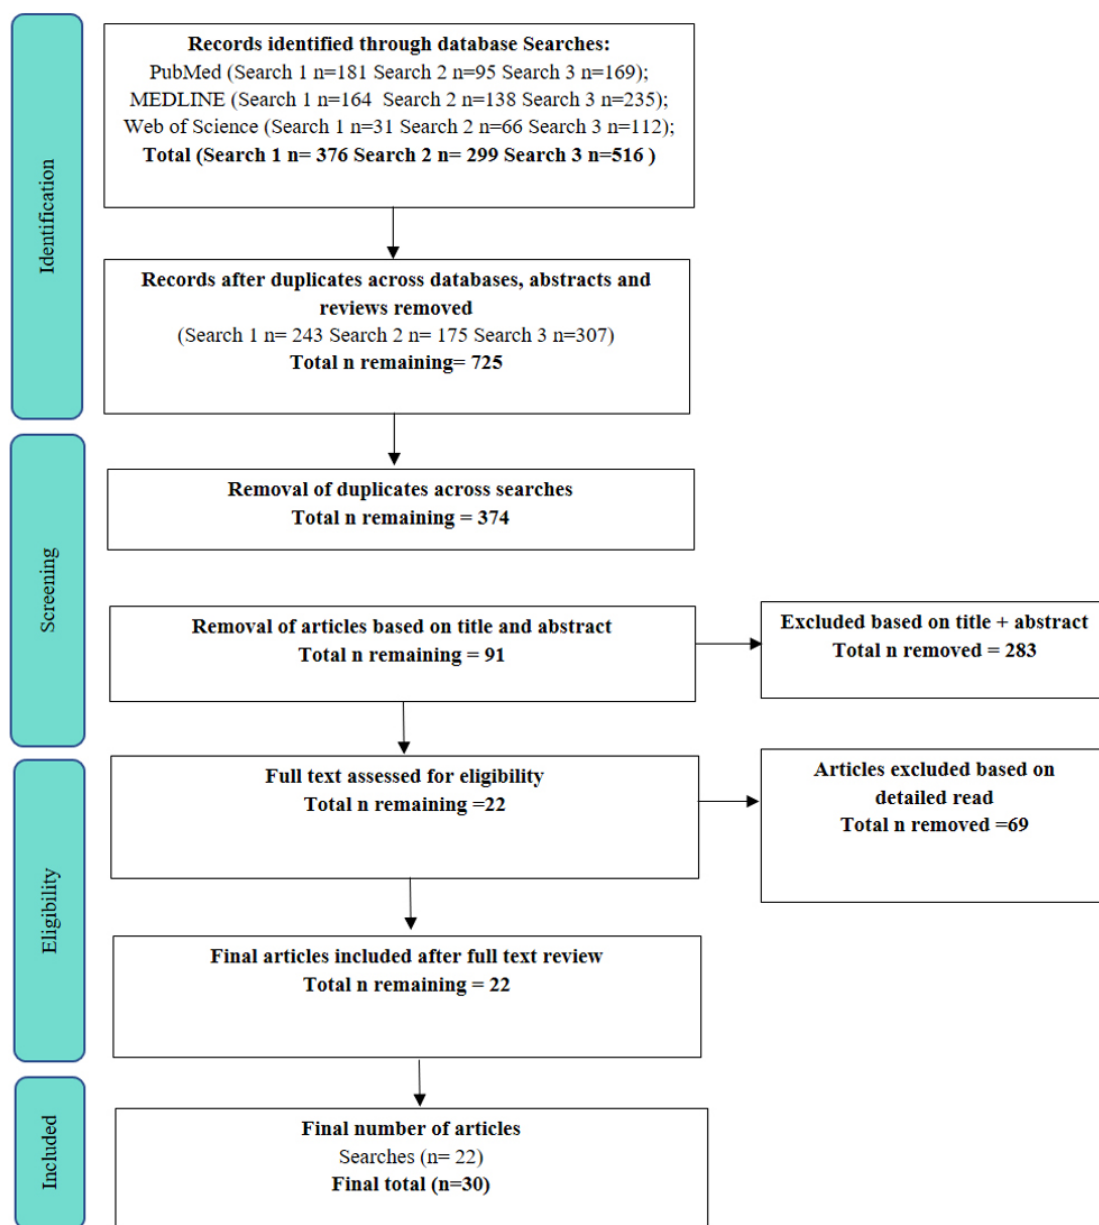 Identification
Records identified through database Searches:
PubMed (Search 1 n=181 Search 2 n=95 Search 3 n=169);
MEDLINE (Search 1 n=164  Search 2 n=138 Search 3 n=235);
Web of Science (Search 1 n=31 Search 2 n=66 Search 3 n=112);
Total (Search 1 n= 376 Search 2 n= 299 Search 3 n=516 )
Records after duplicates across databases, abstracts and
reviews removed
(Search 1 n= 243 Search 2 n= 175 Search 3 n=307)
Total n remaining= 725
Screening
Removal of duplicates across searches
Total n remaining = 374
Removal of articles based on title and abstract
Total n remaining = 91
Excluded based on title + abstract
Total n removed = 283
Eligibility
Full text assessed for eligibility
Total n remaining =22
Articles excluded based on
detailed read
Total n removed =69
Final articles included after full text review
Total n remaining = 22
Included
Final number of articles
Searches (n= 22)
Final total (n=30)